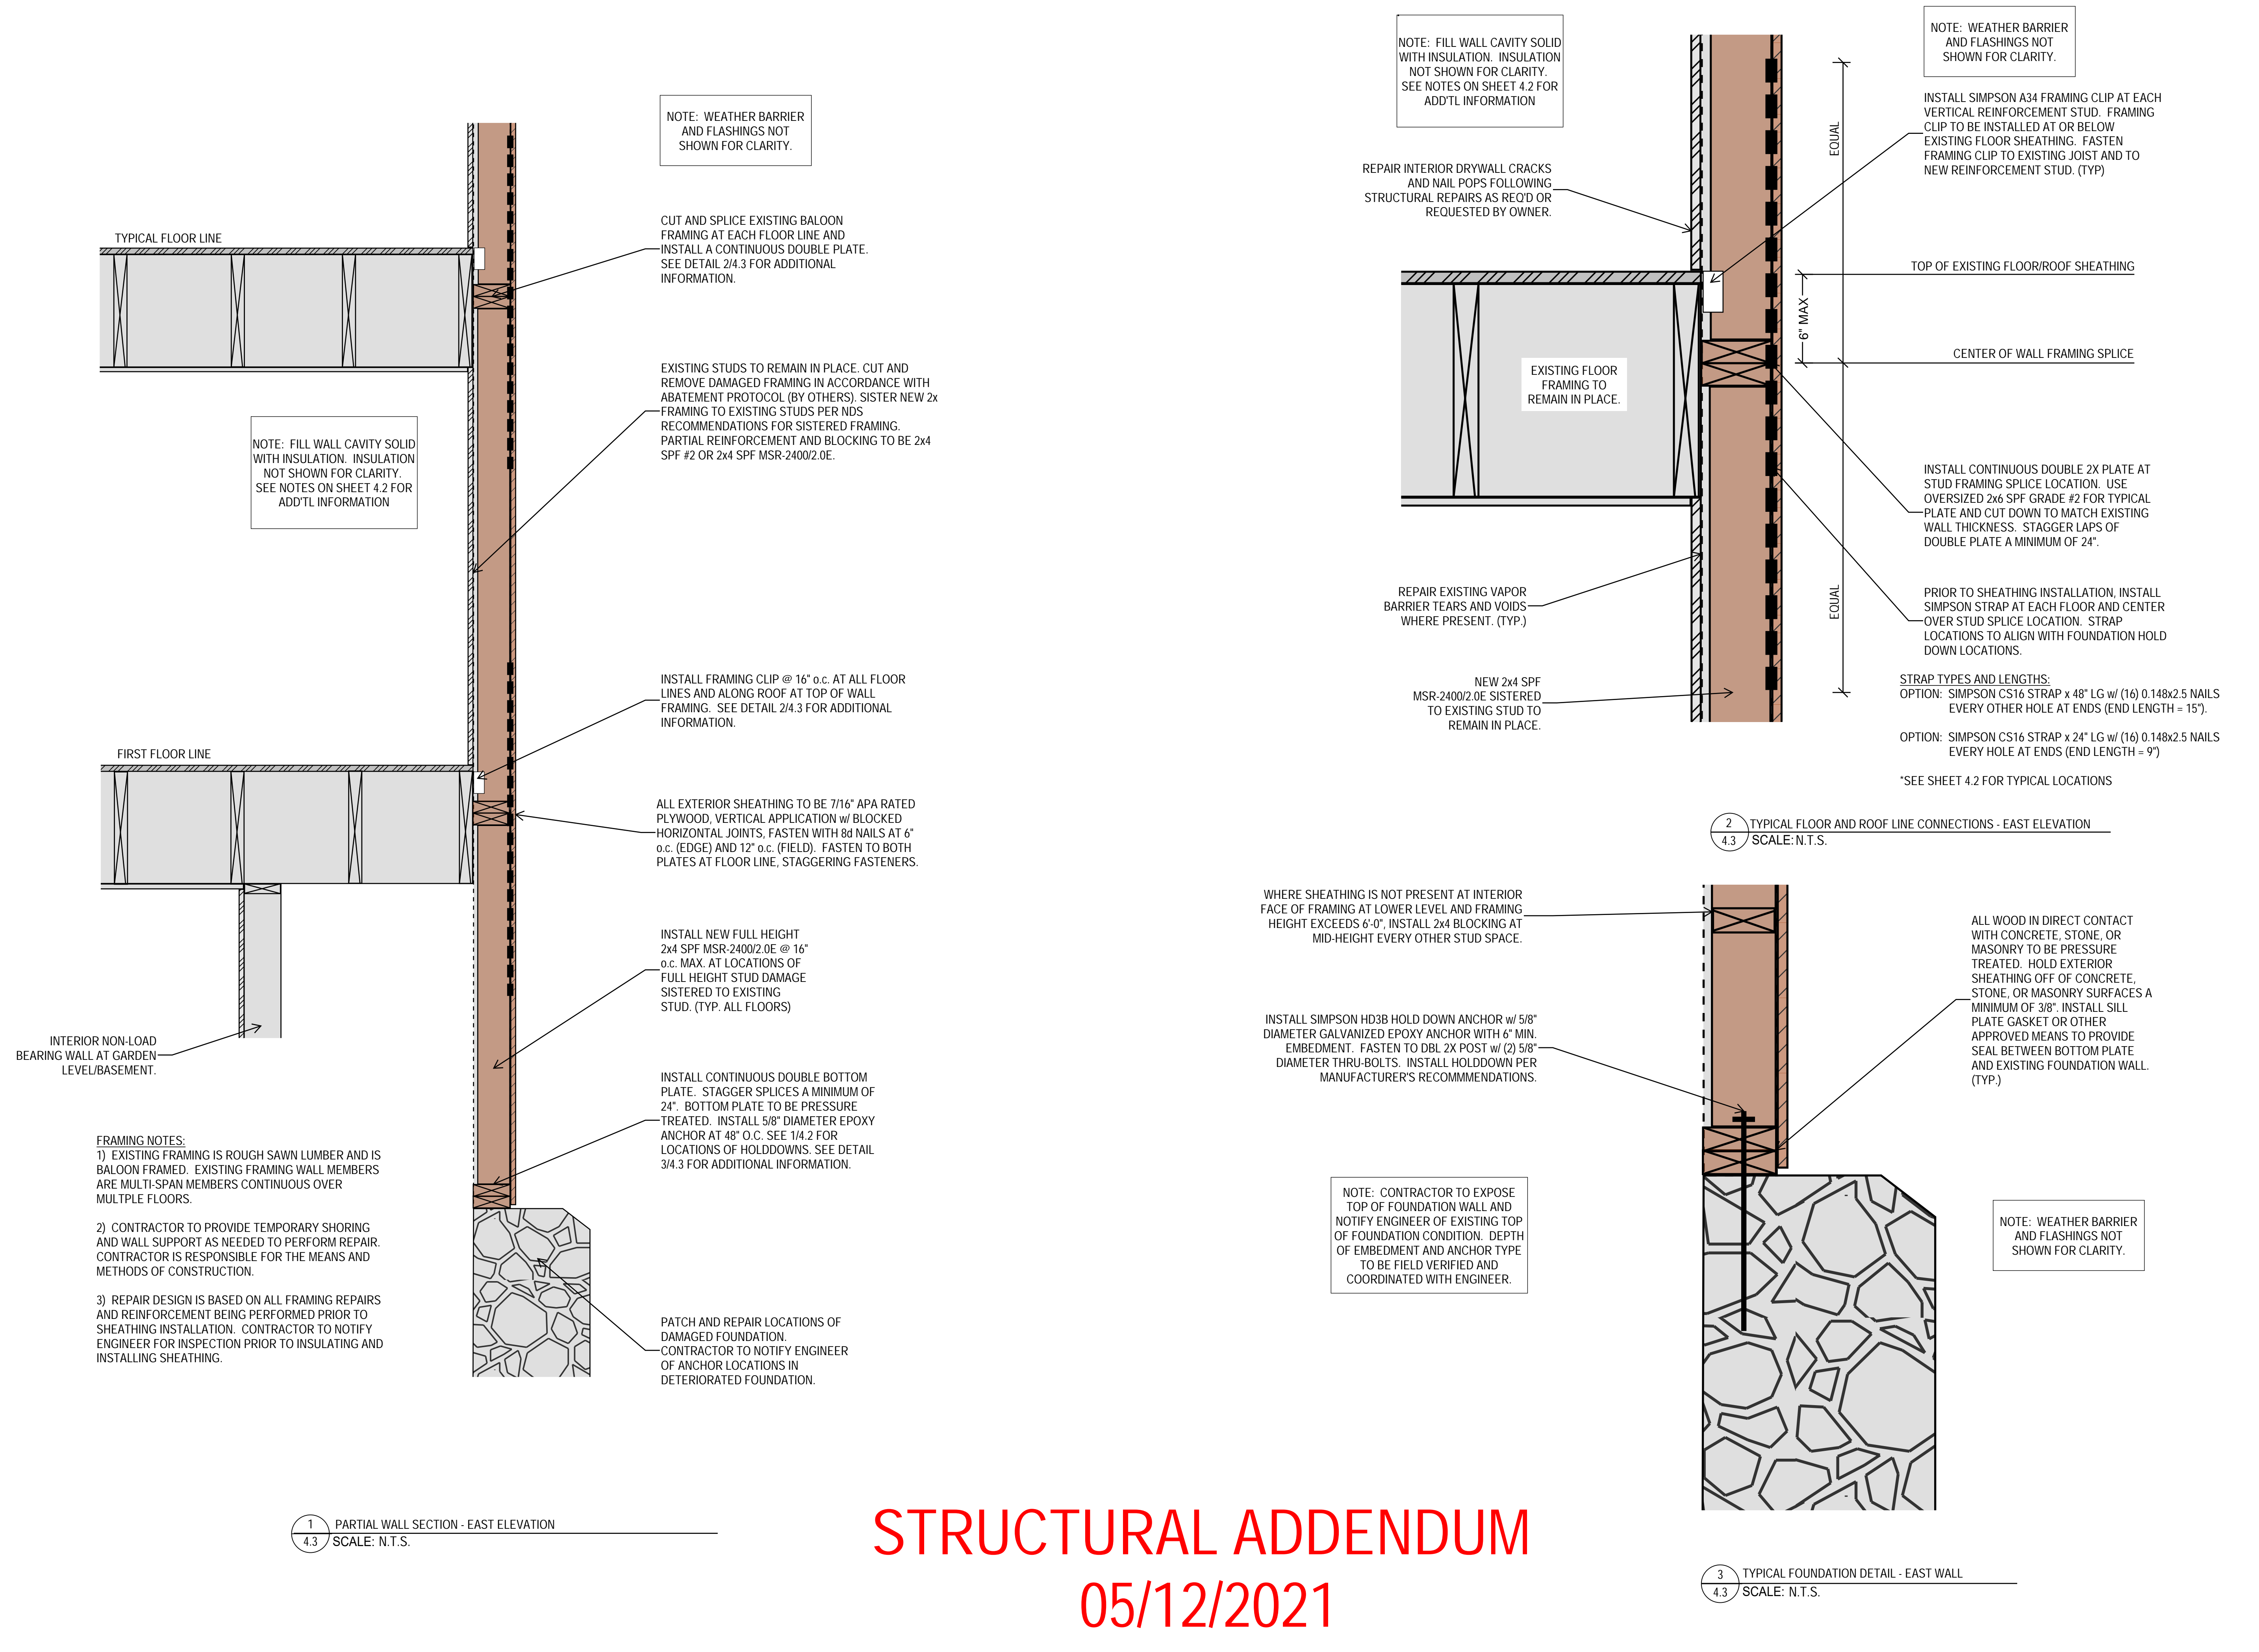 NOTE: WEATHER BARRIER
AND FLASHINGS NOT
SHOWN FOR CLARITY.
TYPICAL FLOOR LINE
CUT AND SPLICE EXISTING BALOON
FRAMING AT EACH FLOOR LINE AND
INSTALL A CONTINUOUS DOUBLE PLATE.
SEE DETAIL 2/4.3 FOR ADDITIONAL
INFORMATION.
EXISTING STUDS TO REMAIN IN PLACE. CUT AND
REMOVE DAMAGED FRAMING IN ACCORDANCE WITH
ABATEMENT PROTOCOL (BY OTHERS). SISTER NEW 2x
FRAMING TO EXISTING STUDS PER NDS
RECOMMENDATIONS FOR SISTERED FRAMING.
PARTIAL REINFORCEMENT AND BLOCKING TO BE 2x4
SPF #2 OR 2x4 SPF MSR-2400/2.0E.
NOTE: FILL WALL CAVITY SOLID
WITH INSULATION. INSULATION
NOT SHOWN FOR CLARITY.
SEE NOTES ON SHEET 4.2 FOR
ADD'TL INFORMATION
INSTALL FRAMING CLIP @ 16" o.c. AT ALL FLOOR
LINES AND ALONG ROOF AT TOP OF WALL
FRAMING. SEE DETAIL 2/4.3 FOR ADDITIONAL
INFORMATION.
FIRST FLOOR LINE
ALL EXTERIOR SHEATHING TO BE 7/16" APA RATED
PLYWOOD, VERTICAL APPLICATION w/ BLOCKED
HORIZONTAL JOINTS, FASTEN WITH 8d NAILS AT 6"
o.c. (EDGE) AND 12" o.c. (FIELD). FASTEN TO BOTH
PLATES AT FLOOR LINE, STAGGERING FASTENERS.
INSTALL NEW FULL HEIGHT
2x4 SPF MSR-2400/2.0E @ 16"
o.c. MAX. AT LOCATIONS OF
FULL HEIGHT STUD DAMAGE
SISTERED TO EXISTING
STUD. (TYP. ALL FLOORS)
INTERIOR NON-LOAD
BEARING WALL AT GARDEN
LEVEL/BASEMENT.
INSTALL CONTINUOUS DOUBLE BOTTOM
PLATE. STAGGER SPLICES A MINIMUM OF
24". BOTTOM PLATE TO BE PRESSURE
TREATED. INSTALL 5/8" DIAMETER EPOXY
ANCHOR AT 48" O.C. SEE 1/4.2 FOR
LOCATIONS OF HOLDDOWNS. SEE DETAIL
3/4.3 FOR ADDITIONAL INFORMATION.
FRAMING NOTES:
1) EXISTING FRAMING IS ROUGH SAWN LUMBER AND IS
BALOON FRAMED. EXISTING FRAMING WALL MEMBERS
ARE MULTI-SPAN MEMBERS CONTINUOUS OVER
MULTPLE FLOORS.
2) CONTRACTOR TO PROVIDE TEMPORARY SHORING
AND WALL SUPPORT AS NEEDED TO PERFORM REPAIR.
CONTRACTOR IS RESPONSIBLE FOR THE MEANS AND
METHODS OF CONSTRUCTION.
3) REPAIR DESIGN IS BASED ON ALL FRAMING REPAIRS
AND REINFORCEMENT BEING PERFORMED PRIOR TO
SHEATHING INSTALLATION. CONTRACTOR TO NOTIFY
ENGINEER FOR INSPECTION PRIOR TO INSULATING AND
INSTALLING SHEATHING.
PATCH AND REPAIR LOCATIONS OF
DAMAGED FOUNDATION.
CONTRACTOR TO NOTIFY ENGINEER
OF ANCHOR LOCATIONS IN
DETERIORATED FOUNDATION.
1
4.3
PARTIAL WALL SECTION - EAST ELEVATION
SCALE: N.T.S.
NOTE: FILL WALL CAVITY SOLID
WITH INSULATION. INSULATION
NOT SHOWN FOR CLARITY.
SEE NOTES ON SHEET 4.2 FOR
ADD'TL INFORMATION
NOTE: WEATHER BARRIER
AND FLASHINGS NOT
SHOWN FOR CLARITY.
INSTALL SIMPSON A34 FRAMING CLIP AT EACH
VERTICAL REINFORCEMENT STUD. FRAMING
CLIP TO BE INSTALLED AT OR BELOW
EXISTING FLOOR SHEATHING. FASTEN
FRAMING CLIP TO EXISTING JOIST AND TO
NEW REINFORCEMENT STUD. (TYP)
EQUAL
REPAIR INTERIOR DRYWALL CRACKS
AND NAIL POPS FOLLOWING
STRUCTURAL REPAIRS AS REQ'D OR
REQUESTED BY OWNER.
TOP OF EXISTING FLOOR/ROOF SHEATHING
6" MAX
CENTER OF WALL FRAMING SPLICE
EXISTING FLOOR
FRAMING TO
REMAIN IN PLACE.
INSTALL CONTINUOUS DOUBLE 2X PLATE AT
STUD FRAMING SPLICE LOCATION. USE
OVERSIZED 2x6 SPF GRADE #2 FOR TYPICAL
PLATE AND CUT DOWN TO MATCH EXISTING
WALL THICKNESS. STAGGER LAPS OF
DOUBLE PLATE A MINIMUM OF 24".
EQUAL
REPAIR EXISTING VAPOR
BARRIER TEARS AND VOIDS
WHERE PRESENT. (TYP.)
PRIOR TO SHEATHING INSTALLATION, INSTALL
SIMPSON STRAP AT EACH FLOOR AND CENTER
OVER STUD SPLICE LOCATION. STRAP
LOCATIONS TO ALIGN WITH FOUNDATION HOLD
DOWN LOCATIONS.
NEW 2x4 SPF
MSR-2400/2.0E SISTERED
TO EXISTING STUD TO
REMAIN IN PLACE.
STRAP TYPES AND LENGTHS:
OPTION: SIMPSON CS16 STRAP x 48" LG w/ (16) 0.148x2.5 NAILS
EVERY OTHER HOLE AT ENDS (END LENGTH = 15").
OPTION: SIMPSON CS16 STRAP x 24" LG w/ (16) 0.148x2.5 NAILS
EVERY HOLE AT ENDS (END LENGTH = 9")
*SEE SHEET 4.2 FOR TYPICAL LOCATIONS
2
4.3
TYPICAL FLOOR AND ROOF LINE CONNECTIONS - EAST ELEVATION
SCALE: N.T.S.
WHERE SHEATHING IS NOT PRESENT AT INTERIOR
FACE OF FRAMING AT LOWER LEVEL AND FRAMING
HEIGHT EXCEEDS 6'-0", INSTALL 2x4 BLOCKING AT
MID-HEIGHT EVERY OTHER STUD SPACE.
ALL WOOD IN DIRECT CONTACT
WITH CONCRETE, STONE, OR
MASONRY TO BE PRESSURE
TREATED. HOLD EXTERIOR
SHEATHING OFF OF CONCRETE,
STONE, OR MASONRY SURFACES A
MINIMUM OF 3/8". INSTALL SILL
PLATE GASKET OR OTHER
APPROVED MEANS TO PROVIDE
SEAL BETWEEN BOTTOM PLATE
AND EXISTING FOUNDATION WALL.
(TYP.)
INSTALL SIMPSON HD3B HOLD DOWN ANCHOR w/ 5/8"
DIAMETER GALVANIZED EPOXY ANCHOR WITH 6" MIN.
EMBEDMENT. FASTEN TO DBL 2X POST w/ (2) 5/8"
DIAMETER THRU-BOLTS. INSTALL HOLDDOWN PER
MANUFACTURER'S RECOMMMENDATIONS.
NOTE: CONTRACTOR TO EXPOSE
TOP OF FOUNDATION WALL AND
NOTIFY ENGINEER OF EXISTING TOP
OF FOUNDATION CONDITION. DEPTH
OF EMBEDMENT AND ANCHOR TYPE
TO BE FIELD VERIFIED AND
COORDINATED WITH ENGINEER.
NOTE: WEATHER BARRIER
AND FLASHINGS NOT
SHOWN FOR CLARITY.
3
4.3
TYPICAL FOUNDATION DETAIL - EAST WALL
SCALE: N.T.S.
STRUCTURAL ADDENDUM
05/12/2021